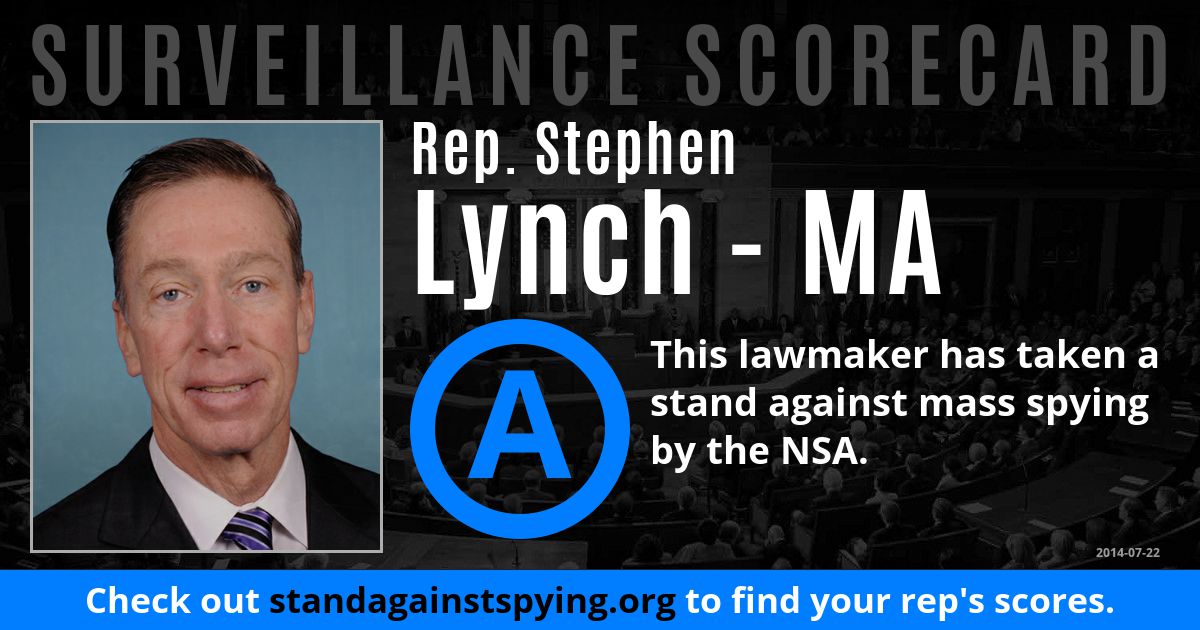 SURVEILLANCE SCORECARD
Rep. Stephen
Lynch - MA
A
This lawmaker has taken a
stand against mass spying
by the NSA.
2014-07-22
Check out standagainstspying.org to find your rep's scores.